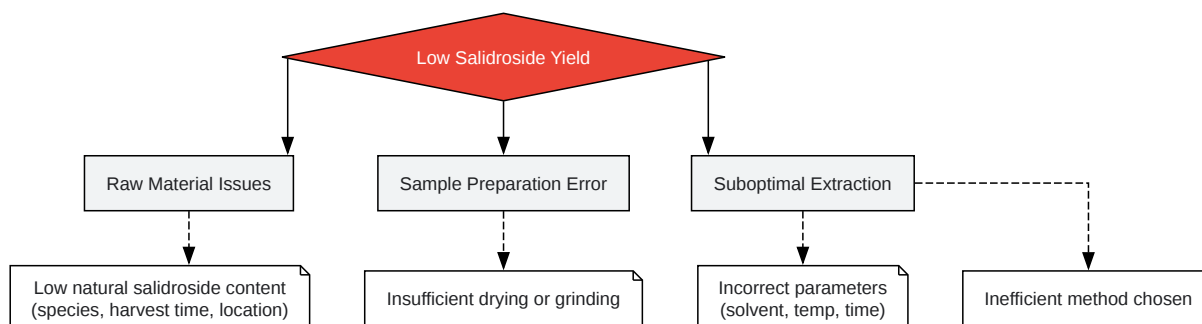 Low Salidroside Yield
Raw Material Issues
Sample Preparation Error
Suboptimal Extraction
Low natural salidroside content
(species, harvest time, location)
Insufficient drying or grinding
Incorrect parameters
(solvent, temp, time)
Inefficient method chosen